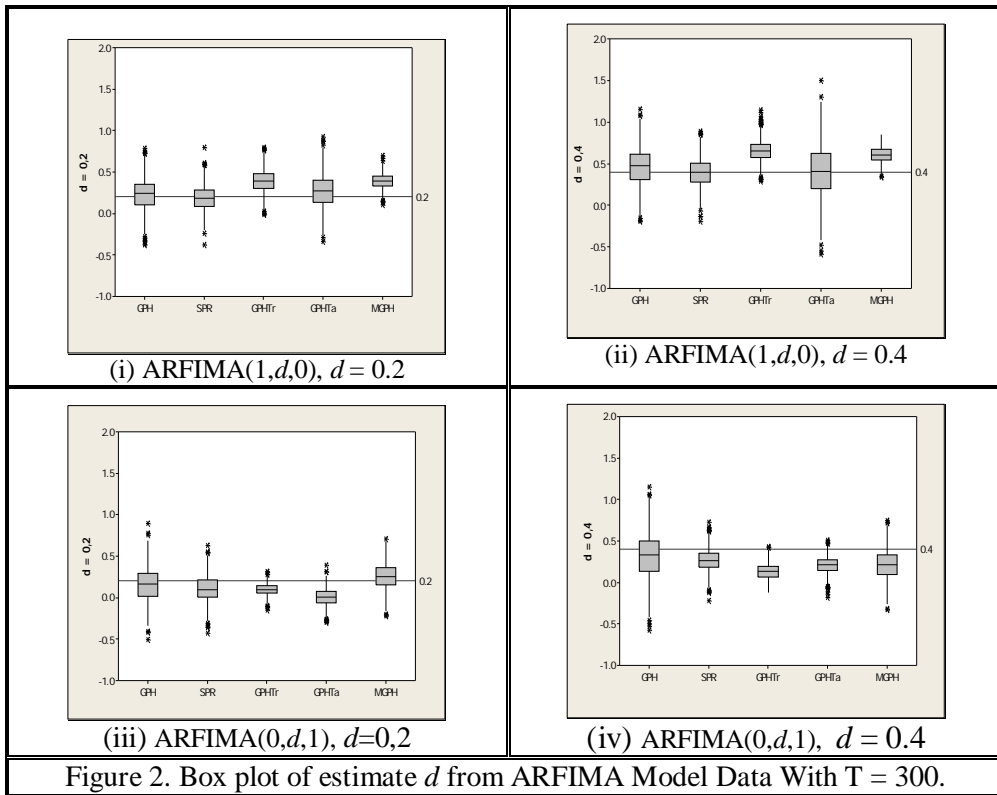 2.0
1.5
1.0
0.5
0.0
-0.5
-1.0
d = 0,2
0.2
GPH SPR GPHTr GPHTa MGPH
(i) ARFIMA(1,d,0), d = 0.2
2.0
1.5
1.0
0.5
0.0
-0.5
-1.0
d = 0,4
0.4
GPH SPR GPHTr GPHTa MGPH
(ii) ARFIMA(1,d,0), d = 0.4
2.0
1.5
1.0
0.5
0.0
-0.5
-1.0
d = 0,2
0.2
GPH SPR GPHTr GPHTa MGPH
(iii) ARFIMA(0,d,1), d=0,2
2.0
1.5
1.0
0.5
0.0
-0.5
-1.0
d = 0,4
0.4
GPH SPR GPHTr GPHTa MGPH
(iv) ARFIMA(0,d,1), d = 0.4
Figure 2. Box plot of estimate d from ARFIMA Model Data With T = 300.